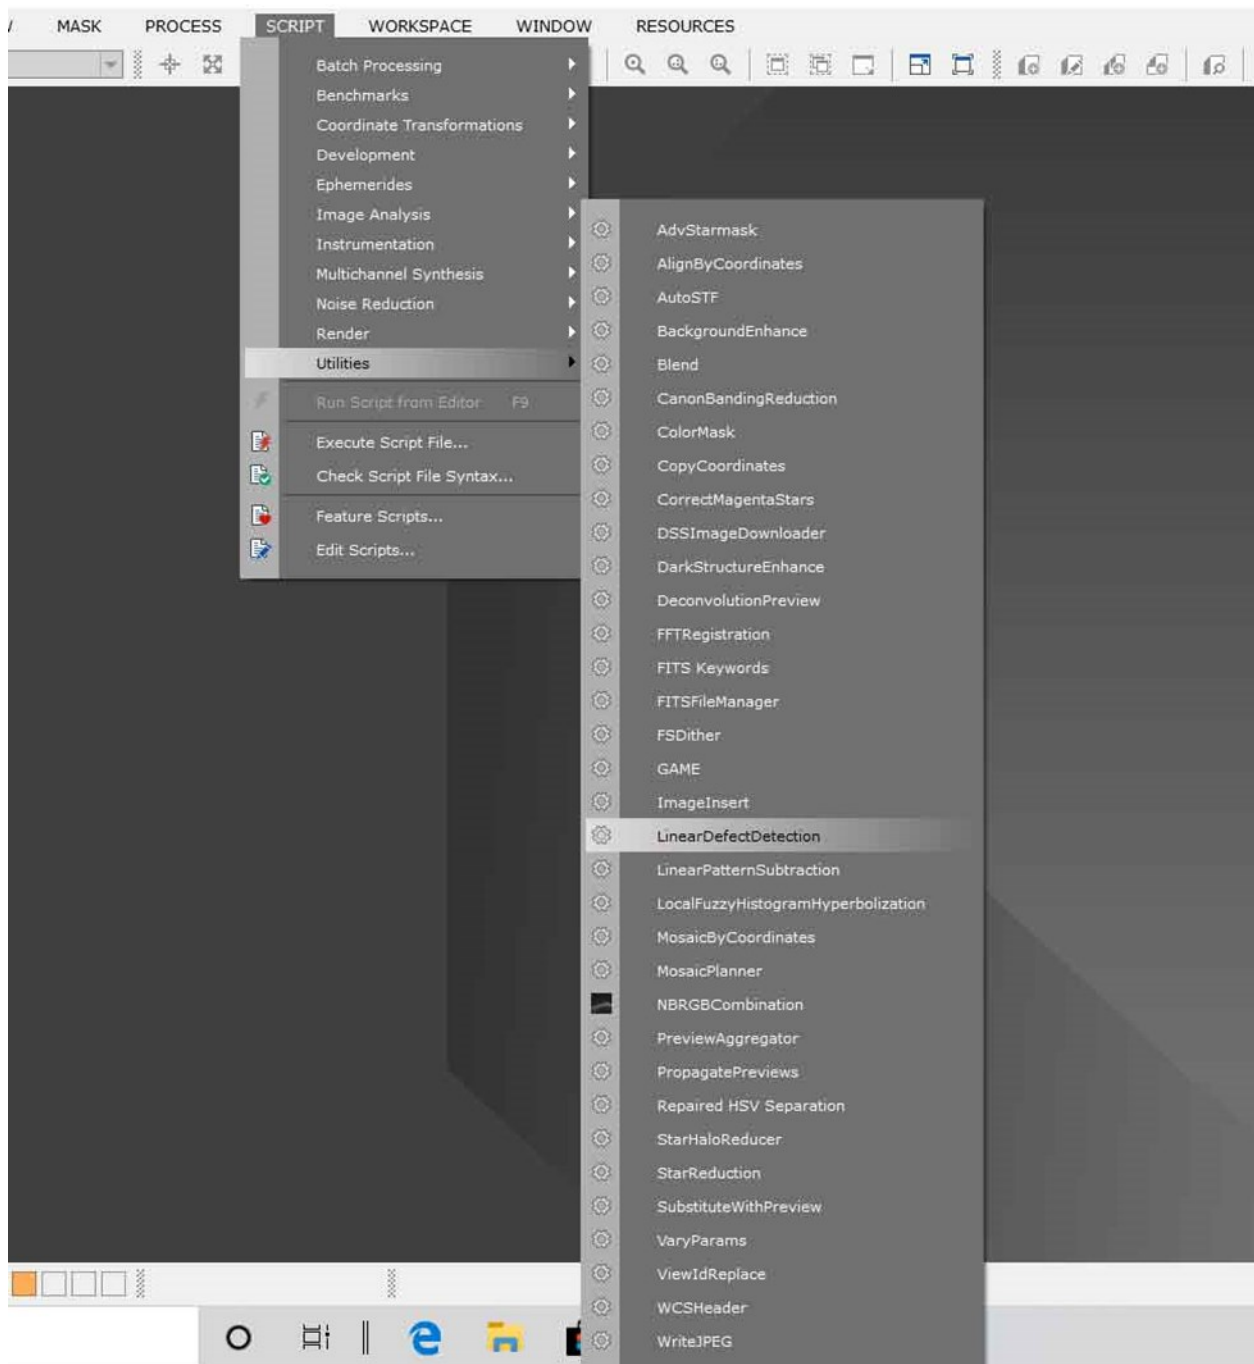 MASK PROCESS SCRIPT WORKSPACE WINDOW RESOURCES
Batch Processing
Benchmarks
Coordinate Transformations
Development
Ephemerides
Image Analysis
Instrumentation
Multichannel Synthesis
Noise Reduction
Render
Utilities
Run Script from Editor F9
Execute Script File...
Check Script File Syntax...
Feature Scripts...
Edit Scripts...
AdvStarmask
AlignByCoordinates
AutoSTF
BackgroundEnhance
Blend
CanonBandingReduction
ColorMask
CopyCoordinates
CorrectMagentaStars
DSSImageDownloader
DarkStructureEnhance
DeconvolutionPreview
FFTRegistration
FITS Keywords
FITSFileManager
FSDither
GAME
ImageInsert
LinearDefectDetection
LinearPatternSubtraction
LocalFuzzyHistogramHyperbolization
MosaicByCoordinates
MosaicPlanner
NBRGBCombination
PreviewAggregator
PropagatePreviews
Repaired HSV Separation
StarHaloReducer
StarReduction
SubstituteWithPreview
VaryParams
ViewIdReplace
WCSHeader
WriteJPEG